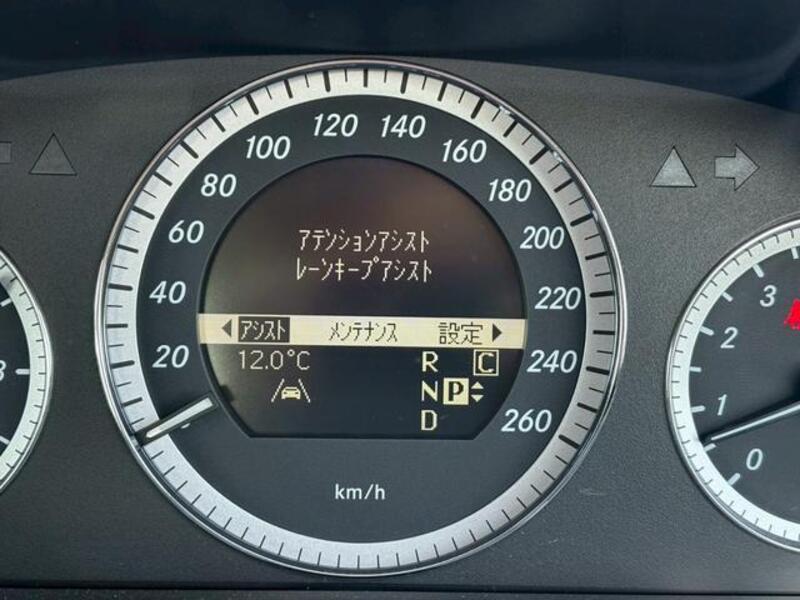 20 40 60 80 100 120 140 160 180 200 220 240 260
ｱﾃﾝｼｮﾝｱｼｽﾄ
ﾚｰﾝｷｰﾌﾟｱｼｽﾄ
ｱｼｽﾄ ﾒﾝﾃﾅﾝｽ 設定
12.0°C R C
N P
D
km/h
3 2 1 0